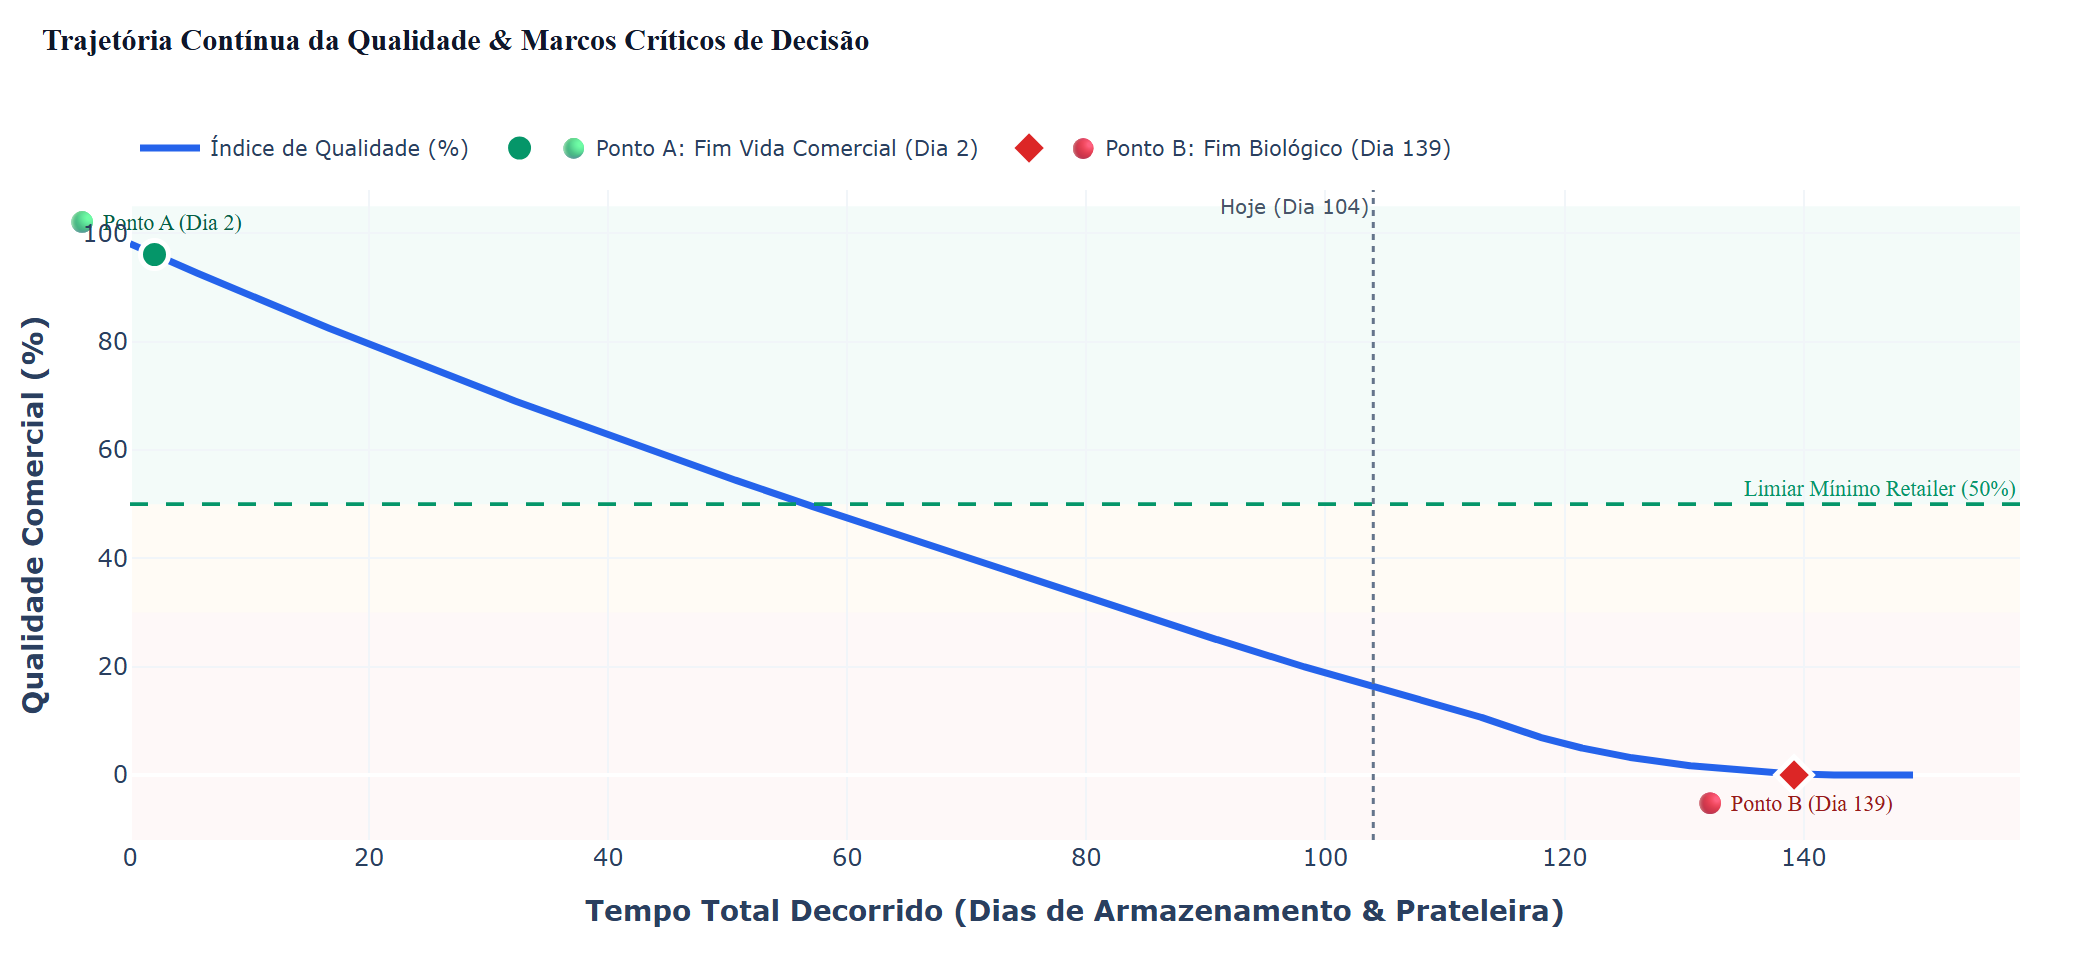 Trajetória Contínua da Qualidade & Marcos Críticos de Decisão
Índice de Qualidade (%)
Ponto A: Fim Vida Comercial (Dia 2)
Ponto B: Fim Biológico (Dia 139)
Hoje (Dia 104)
Ponto A (Dia 2)
100
80
60
40
20
0
Qualidade Comercial (%)
Limiar Mínimo Retailer (50%)
Ponto B (Dia 139)
0 20 40 60 80 100 120 140
Tempo Total Decorrido (Dias de Armazenamento & Prateleira)